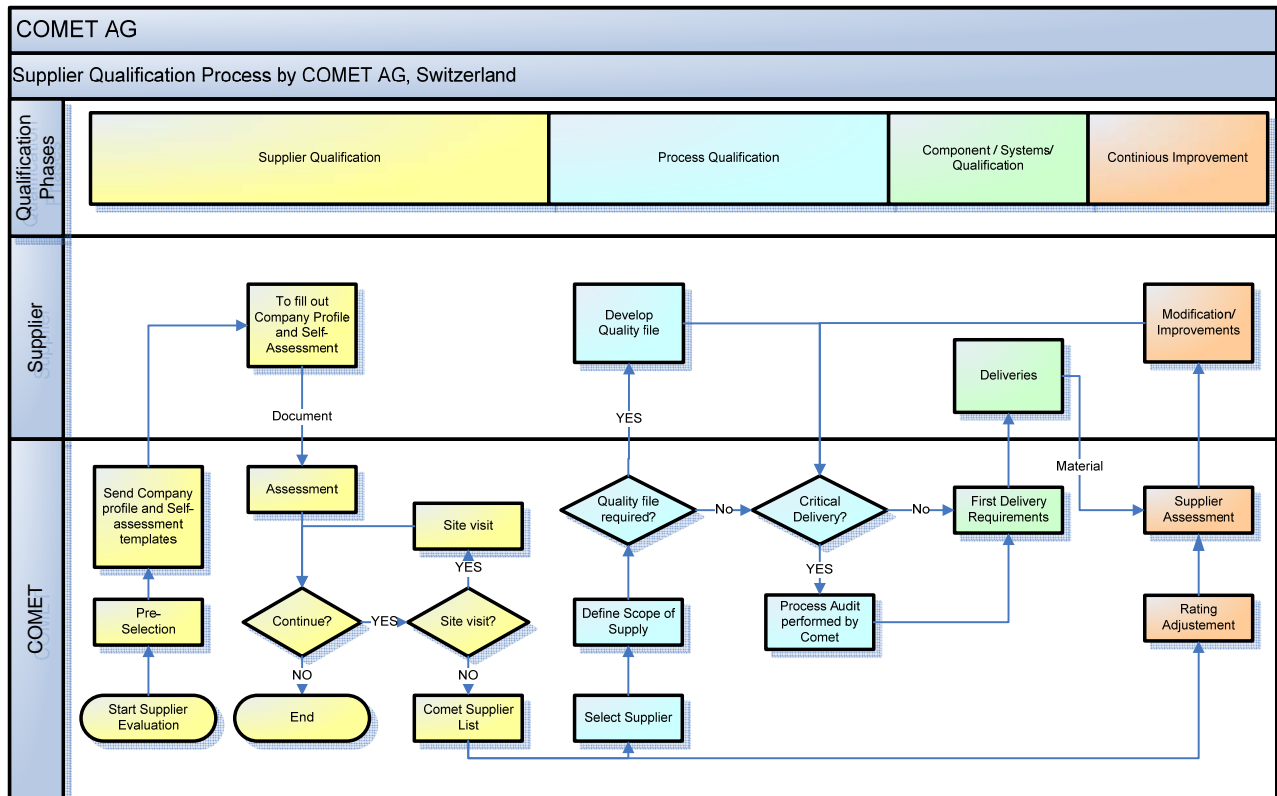 COMET AG
Supplier Qualification Process by COMET AG, Switzerland
Qualification
Phases
Supplier Qualification
Process Qualification
Component / Systems/
Qualification
Continious Improvement
Supplier
To fill out
Company Profile
and Self-
Assessment
Develop
Quality file
Modification/
Improvements
Deliveries
Document
YES
Material
COMET
Send Company
profile and Self-
assessment
templates
Assessment
Site visit
Quality file
required?
No
Critical
Delivery?
No
First Delivery
Requirements
Supplier
Assessment
YES
YES
Pre-
Selection
Continue?
YES
Site visit?
Define Scope of
Supply
Process Audit
performed by
Comet
Rating
Adjustement
NO
NO
Start Supplier
Evaluation
End
Comet Supplier
List
Select Supplier